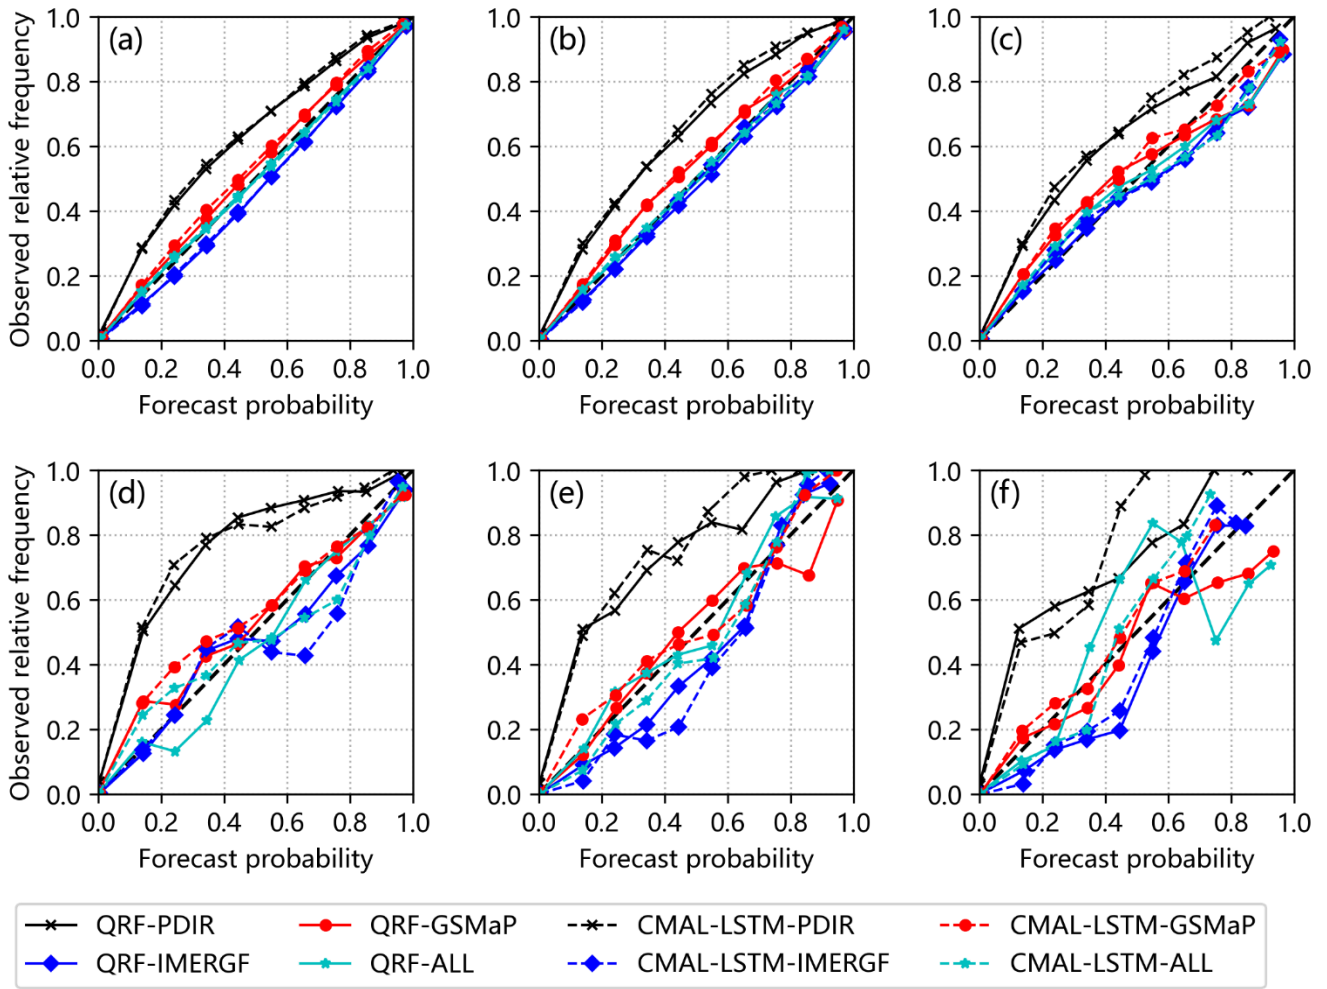 (a)
Observed relative frequency
1.0
0.8
0.6
0.4
0.2
0.0
0.0 0.2 0.4 0.6 0.8 1.0
Forecast probability
(b)
1.0
0.8
0.6
0.4
0.2
0.0
0.0 0.2 0.4 0.6 0.8 1.0
Forecast probability
(c)
1.0
0.8
0.6
0.4
0.2
0.0
0.0 0.2 0.4 0.6 0.8 1.0
Forecast probability
(d)
Observed relative frequency
1.0
0.8
0.6
0.4
0.2
0.0
0.0 0.2 0.4 0.6 0.8 1.0
Forecast probability
(e)
1.0
0.8
0.6
0.4
0.2
0.0
0.0 0.2 0.4 0.6 0.8 1.0
Forecast probability
(f)
1.0
0.8
0.6
0.4
0.2
0.0
0.0 0.2 0.4 0.6 0.8 1.0
Forecast probability
QRF-PDIR QRF-GSMaP CMAL-LSTM-PDIR CMAL-LSTM-GSMaP
QRF-IMERGF QRF-ALL CMAL-LSTM-IMERGF CMAL-LSTM-ALL